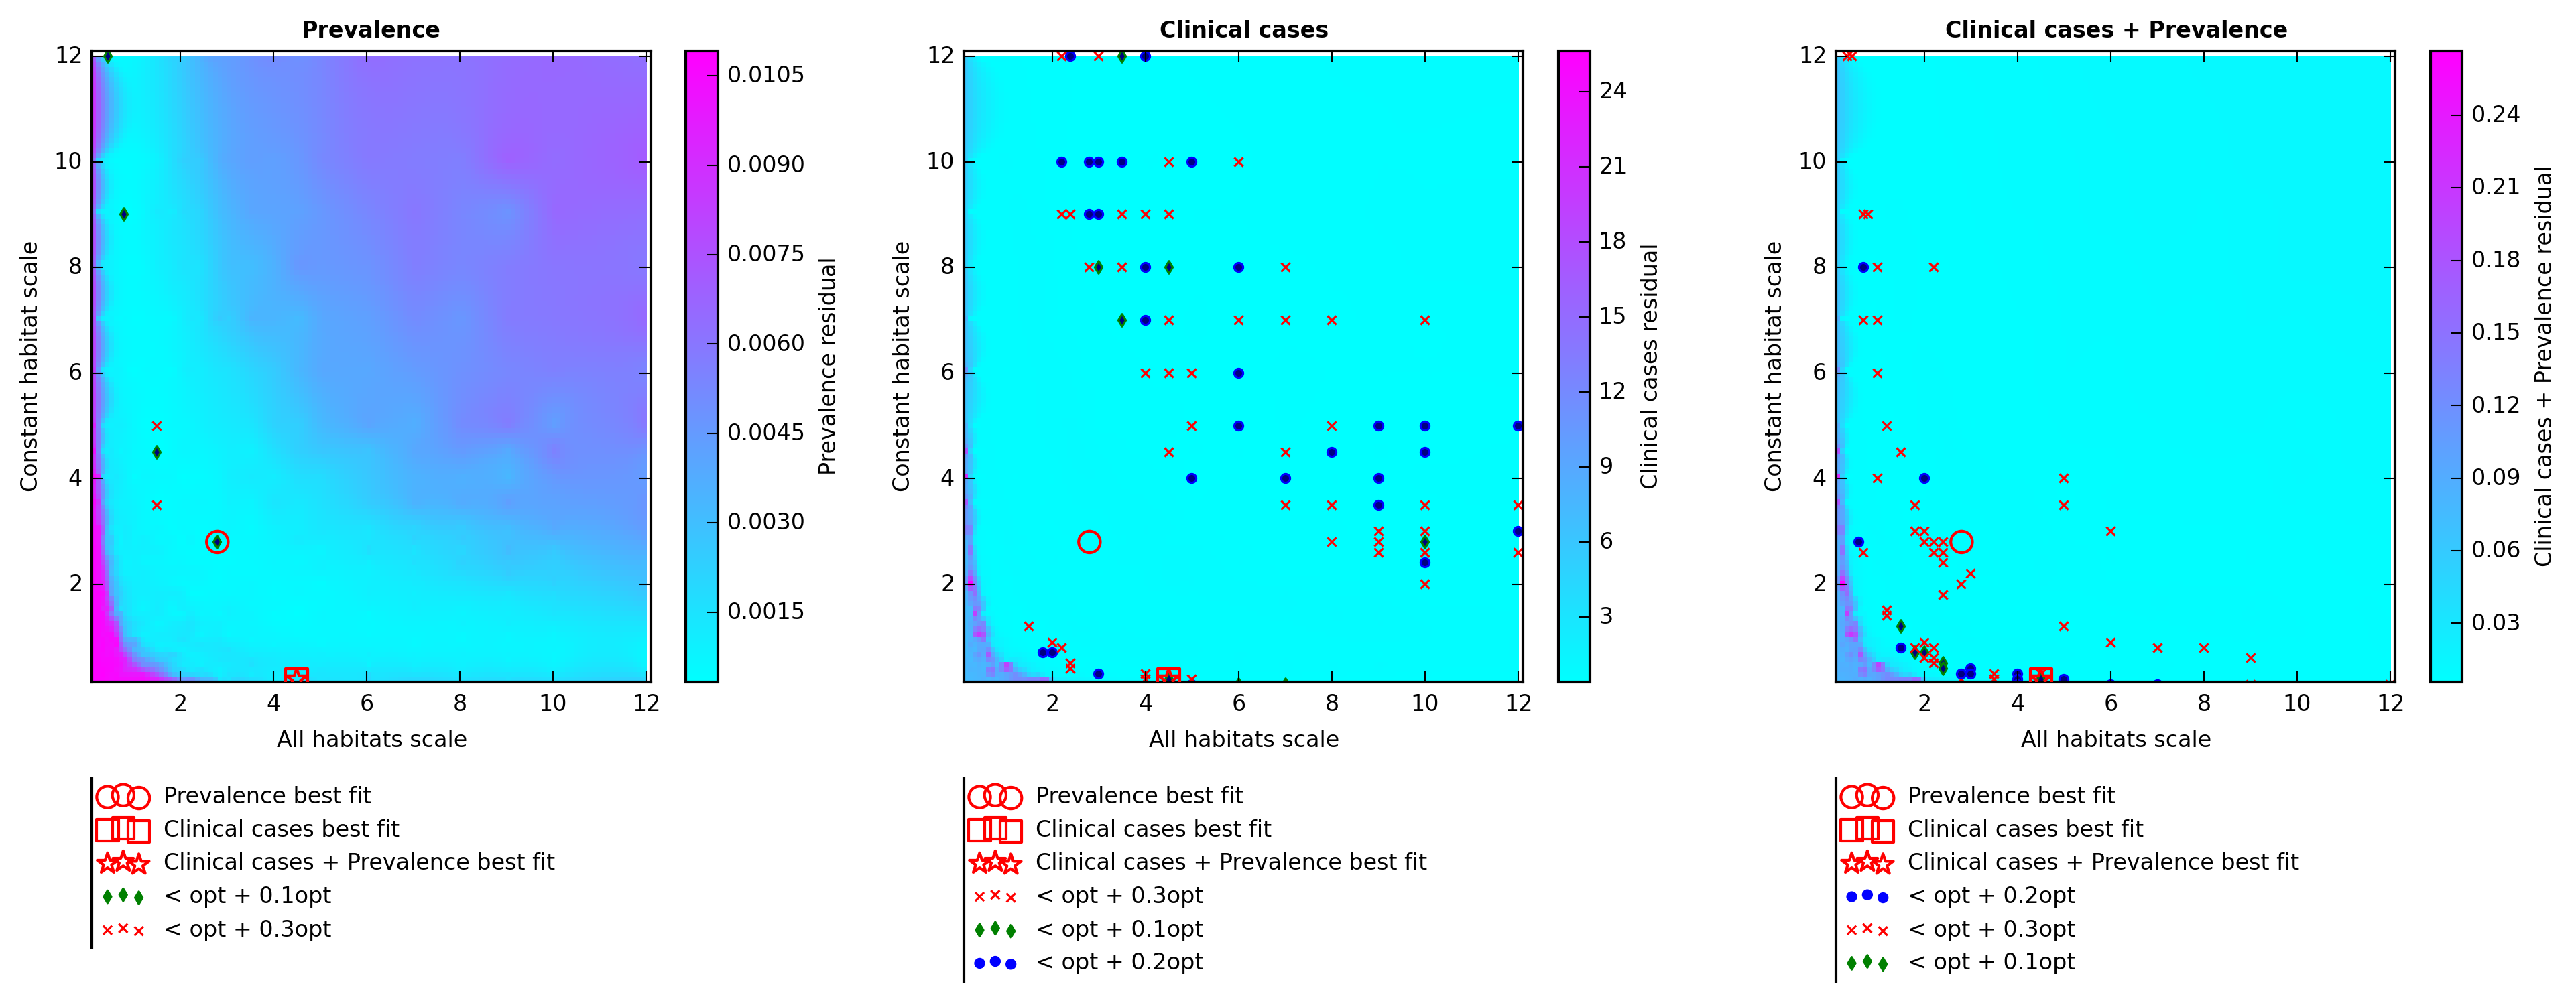 Prevalence
12
10
8
6
4
2
Constant habitat scale
2 4 6 8 10 12
All habitats scale
0.0105
0.0090
0.0075
0.0060
0.0045
0.0030
0.0015
Prevalence residual
Prevalence best fit
Clinical cases best fit
Clinical cases + Prevalence best fit
< opt + 0.1opt
< opt + 0.3opt
Clinical cases
12
10
8
6
4
2
Constant habitat scale
2 4 6 8 10 12
All habitats scale
24
21
18
15
12
9
6
3
Clinical cases residual
Prevalence best fit
Clinical cases best fit
Clinical cases + Prevalence best fit
< opt + 0.3opt
< opt + 0.1opt
< opt + 0.2opt
Clinical cases + Prevalence
12
10
8
6
4
2
Constant habitat scale
2 4 6 8 10 12
All habitats scale
0.24
0.21
0.18
0.15
0.12
0.09
0.06
0.03
Clinical cases + Prevalence residual
Prevalence best fit
Clinical cases best fit
Clinical cases + Prevalence best fit
< opt + 0.2opt
< opt + 0.3opt
< opt + 0.1opt